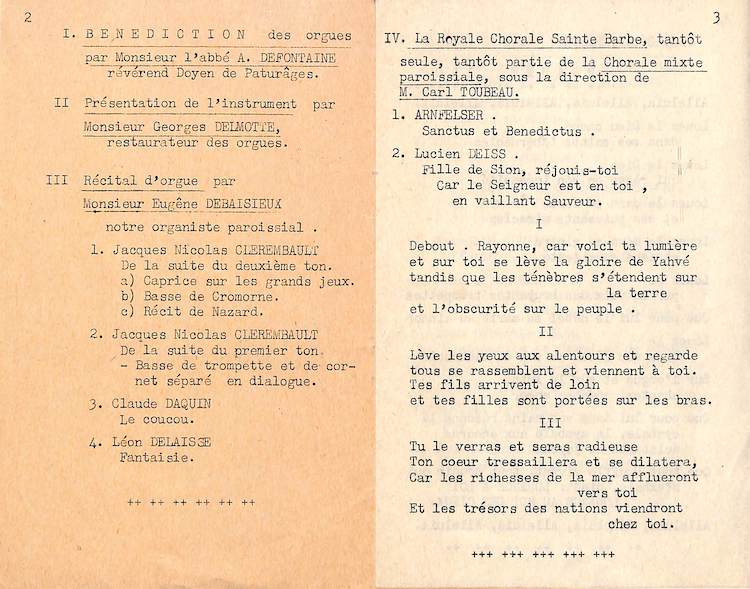 2
I. BENEDICTION des orgues
par Monsieur l'abbé A. DEFONTAINE
révérend Doyen de Paturâges.
II Présentation de l'instrument par
Monsieur Georges DELMOTTE,
restaurateur des orgues.
III Récital d'orgue par
Monsieur Eugêne DEBAISIEUX
notre organiste paroissial .
1. Jacques Nicolas CLEREMBAULT
De la suite du deuxième ton.
a) Caprice sur les grands jeux.
b) Basse de Cromorne.
c) Récit de Nazard.
2. Jacques Nicolas CLEREMBAULT
De la suite du premier ton.
- Basse de trompette et de cor-
net séparé en dialogue.
3. Claude DAQUIN
Le coucou.
4. Léon DELAISSE
Fantaisie.
++ ++ ++ ++ ++ ++
3
IV. La Royale Chorale Sainte Barbe, tantôt
seule, tantôt partie de la Chorale mixte
paroissiale, sous la direction de
M. Carl TOUBEAU.
1. ARNFELSER .
Sanctus et Benedictus .
2. Lucien DEISS .
Fille de Sion, réjouis-toi
Car le Seigneur est en toi ,
en vaillant Sauveur.
I
Debout . Rayonne, car voici ta lumière
et sur toi se lève la gloire de Yahvé
tandis que les ténèbres s'étendent sur
la terre
et l'obscurité sur le peuple .
II
Lève les yeux aux alentours et regarde
tous se rassemblent et viennent à toi.
Tes fils arrivent de loin
et tes filles sont portées sur les bras.
III
Tu le verras et seras radieuse
Ton coeur tressaillera et se dilatera,
Car les richesses de la mer afflueront
vers toi
Et les trésors des nations viendront
chez toi.
+++ +++ +++ +++ +++